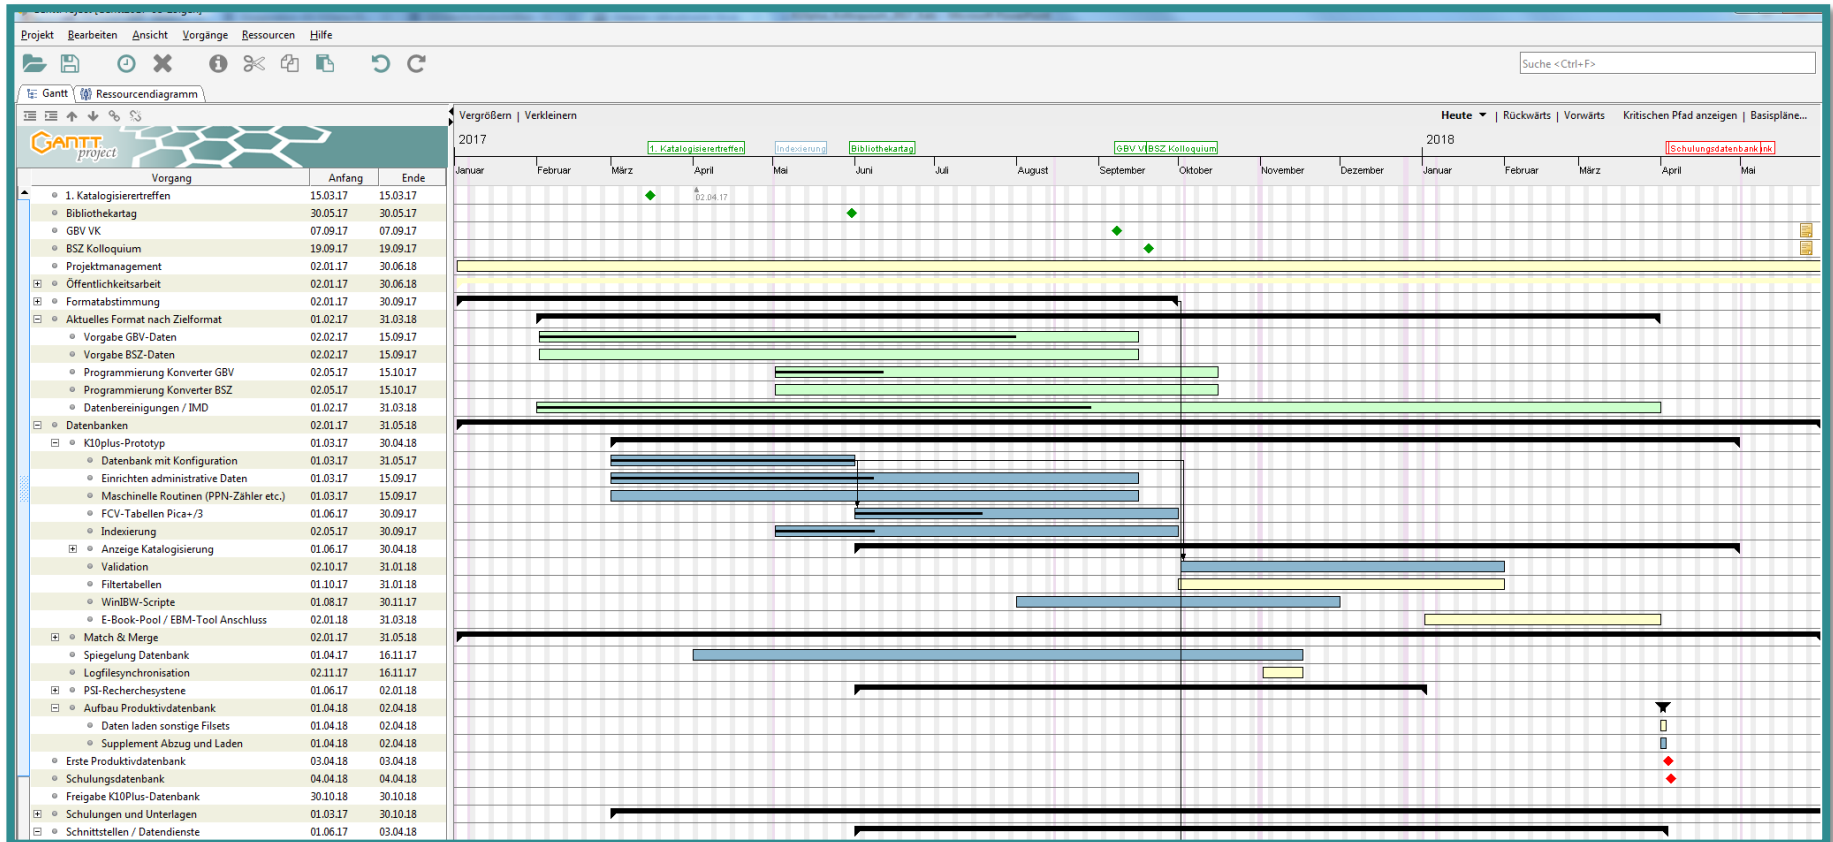 Projekt Bearbeiten Ansicht Vorgänge Ressourcen Hilfe
Suche <Ctrl+F>
Gantt Ressourcendiagramm
Vergrößern | Verkleinern Heute | Rückwärts | Vorwärts Kritischen Pfad anzeigen | Basispläne...
GANTT project
2017 2018
1. Katalogisierertreffen Indexierung Bibliothekartag GBV V BSZ Kolloquium Schulungsdatenbank
Vorgang Anfang Ende
Januar Februar März April Mai Juni Juli August September Oktober November Dezember Januar Februar März April Mai
1. Katalogisierertreffen 15.03.17 15.03.17
02.04.17
Bibliothekartag 30.05.17 30.05.17
GBV VK 07.09.17 07.09.17
BSZ Kolloquium 19.09.17 19.09.17
Projektmanagement 02.01.17 30.06.18
Öffentlichkeitsarbeit 02.01.17 30.06.18
Formatabstimmung 02.01.17 30.09.17
Aktuelles Format nach Zielformat 01.02.17 31.03.18
Vorgabe GBV-Daten 02.02.17 15.09.17
Vorgabe BSZ-Daten 02.02.17 15.09.17
Programmierung Konverter GBV 02.05.17 15.10.17
Programmierung Konverter BSZ 02.05.17 15.10.17
Datenbereinigungen / IMD 01.02.17 31.03.18
Datenbanken 02.01.17 31.05.18
K10plus-Prototyp 01.03.17 30.04.18
Datenbank mit Konfiguration 01.03.17 31.05.17
Einrichten administrative Daten 01.03.17 15.09.17
Maschinelle Routinen (PPN-Zähler etc.) 01.03.17 15.09.17
FCV-Tabellen Pica+/3 01.06.17 30.09.17
Indexierung 02.05.17 30.09.17
Anzeige Katalogisierung 01.06.17 30.04.18
Validation 02.10.17 31.01.18
Filtertabellen 01.10.17 31.01.18
WinIBW-Scripte 01.08.17 30.11.17
E-Book-Pool / EBM-Tool Anschluss 02.01.18 31.03.18
Match & Merge 02.01.17 31.05.18
Spiegelung Datenbank 01.04.17 16.11.17
Logfilesynchronisation 02.11.17 16.11.17
PSI-Recherchesystene 01.06.17 02.01.18
Aufbau Produktivdatenbank 01.04.18 02.04.18
Daten laden sonstige Filsets 01.04.18 02.04.18
Supplement Abzug und Laden 01.04.18 02.04.18
Erste Produktivdatenbank 03.04.18 03.04.18
Schulungsdatenbank 04.04.18 04.04.18
Freigabe K10Plus-Datenbank 30.10.18 30.10.18
Schulungen und Unterlagen 01.03.17 30.10.18
Schnittstellen / Datendienste 01.06.17 03.04.18